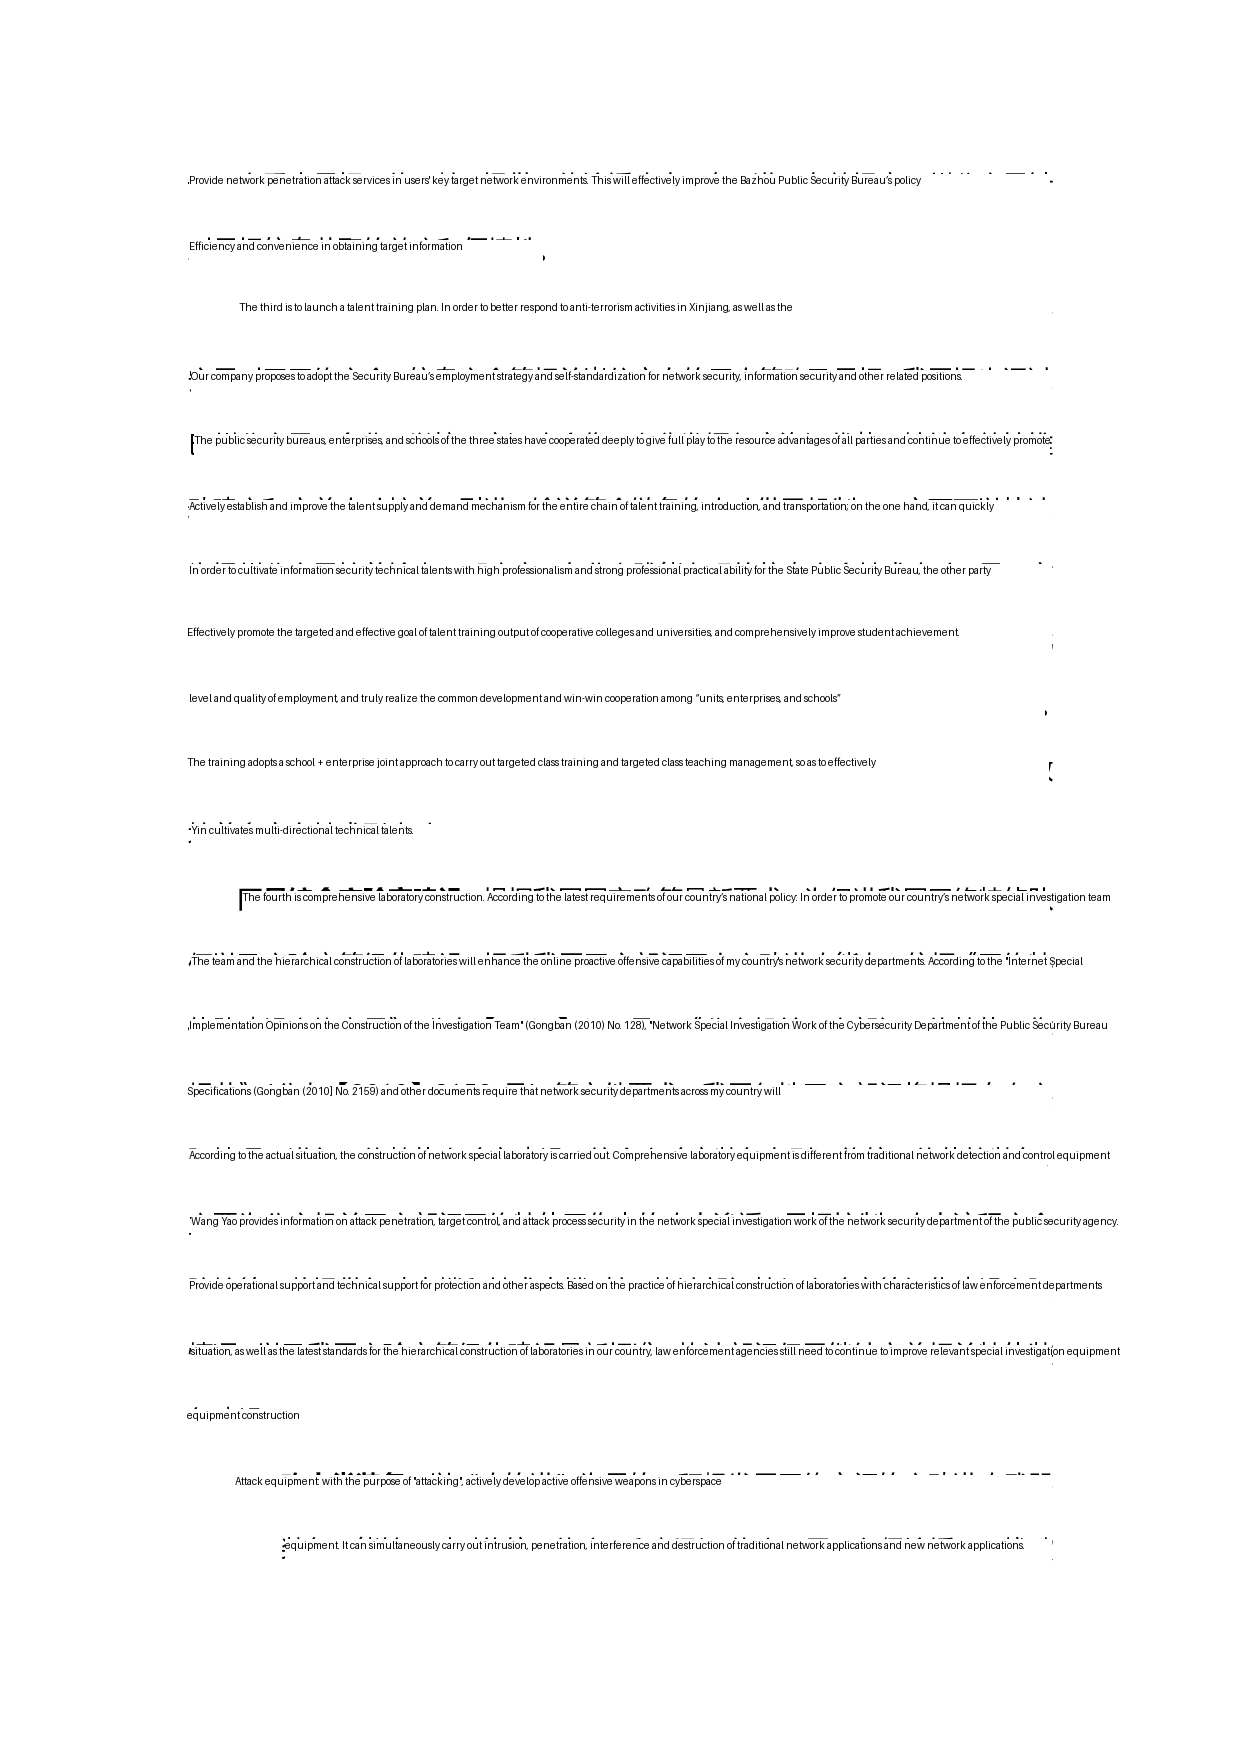 Provide network penetration attack services in users' key target network environments. This will effectively improve the Bazhou Public Security Bureau's policy
Efficiency and convenience in obtaining target information
The third is to launch a talent training plan. In order to better respond to anti-terrorism activities in Xinjiang, as well as the
Our company proposes to adopt the Security Bureau's employment strategy and self-standardization for network security, information security and other related positions.
The public security bureaus, enterprises, and schools of the three states have cooperated deeply to give full play to the resource advantages of all parties and continue to effectively promote
Actively establish and improve the talent supply and demand mechanism for the entire chain of talent training, introduction, and transportation; on the one hand, it can quickly
In order to cultivate information security technical talents with high professionalism and strong professional practical ability for the State Public Security Bureau, the other party
Effectively promote the targeted and effective goal of talent training output of cooperative colleges and universities, and comprehensively improve student achievement.
level and quality of employment, and truly realize the common development and win-win cooperation among "units, enterprises, and schools"
The training adopts a school + enterprise joint approach to carry out targeted class training and targeted class teaching management, so as to effectively
Yin cultivates multi-directional technical talents.
The fourth is comprehensive laboratory construction. According to the latest requirements of our country's national policy: In order to promote our country's network special investigation team
The team and the hierarchical construction of laboratories will enhance the online proactive offensive capabilities of my country's network security departments. According to the "Internet Special
Implementation Opinions on the Construction of the Investigation Team" (Gongban (2010) No. 128), "Network Special Investigation Work of the Cybersecurity Department of the Public Security Bureau
Specifications (Gongban (2010] No. 2159) and other documents require that network security departments across my country will
According to the actual situation, the construction of network special laboratory is carried out. Comprehensive laboratory equipment is different from traditional network detection and control equipment
'Wang Yao provides information on attack penetration, target control, and attack process security in the network special investigation work of the network security department of the public security agency.
Provide operational support and technical support for protection and other aspects. Based on the practice of hierarchical construction of laboratories with characteristics of law enforcement departments
situation, as well as the latest standards for the hierarchical construction of laboratories in our country, law enforcement agencies still need to continue to improve relevant special investigation equipment
equipment construction
Attack equipment: with the purpose of "attacking", actively develop active offensive weapons in cyberspace
equipment. It can simultaneously carry out intrusion, penetration, interference and destruction of traditional network applications and new network applications.